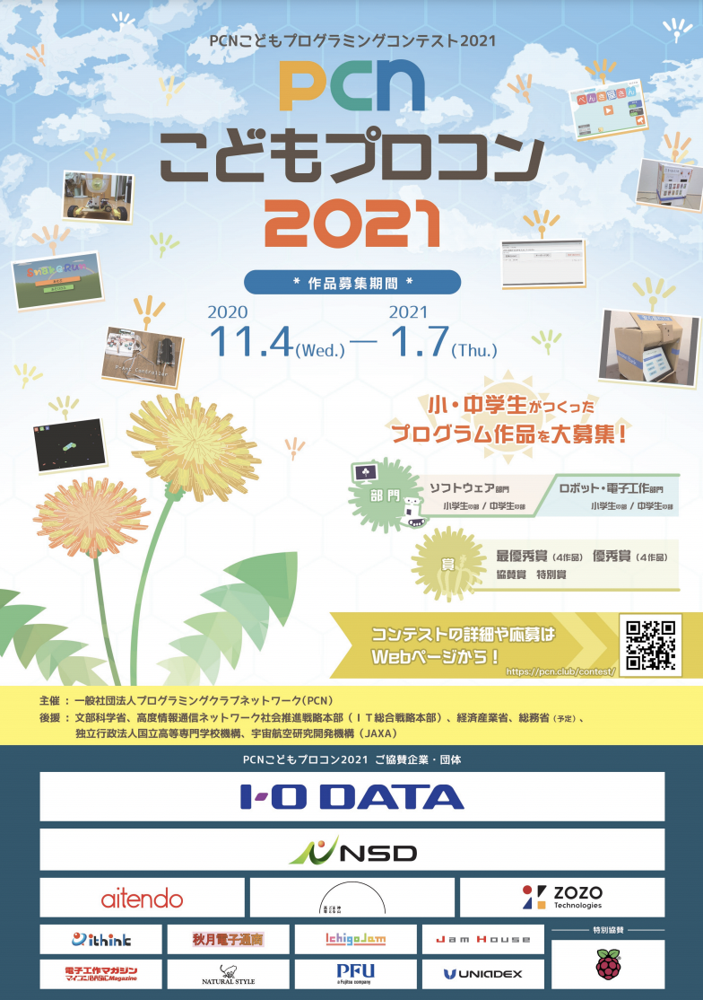 PCNこどもプログラミングコンテスト2021
pcn
こどもプロコン
2021
* 作品募集期間 *
2020
11.4(Wed.) — 2021 1.7(Thu.)
小・中学生がつくった
プログラム作品を大募集!
部門
ソフトウェア部門
小学生の部 / 中学生の部
ロボット・電子工作部門
小学生の部 / 中学生の部
賞
最優秀賞(4作品) 優秀賞(4作品)
協賛賞 特別賞
コンテストの詳細や応募は
Webページから!
https://pcn.club/contest/
主催 : 一般社団法人プログラミングクラブネットワーク(PCN)
後援 : 文部科学省、高度情報通信ネットワーク社会推進戦略本部(IT総合戦略本部)、経済産業省、総務省(予定)、
独立行政法人国立高等専門学校機構、宇宙航空研究開発機構(JAXA)
PCNこどもプロコン2021 ご協賛企業・団体
I-O DATA
NSD
aitendo
ZOZO
Technologies
ithink
秋月電子通商
IchigoJam
Jam House
特別協賛
電子工作マガジン
マイコンBASIC Magazine
NATURAL STYLE
PFU
a Fujitsu company
UNIADEX